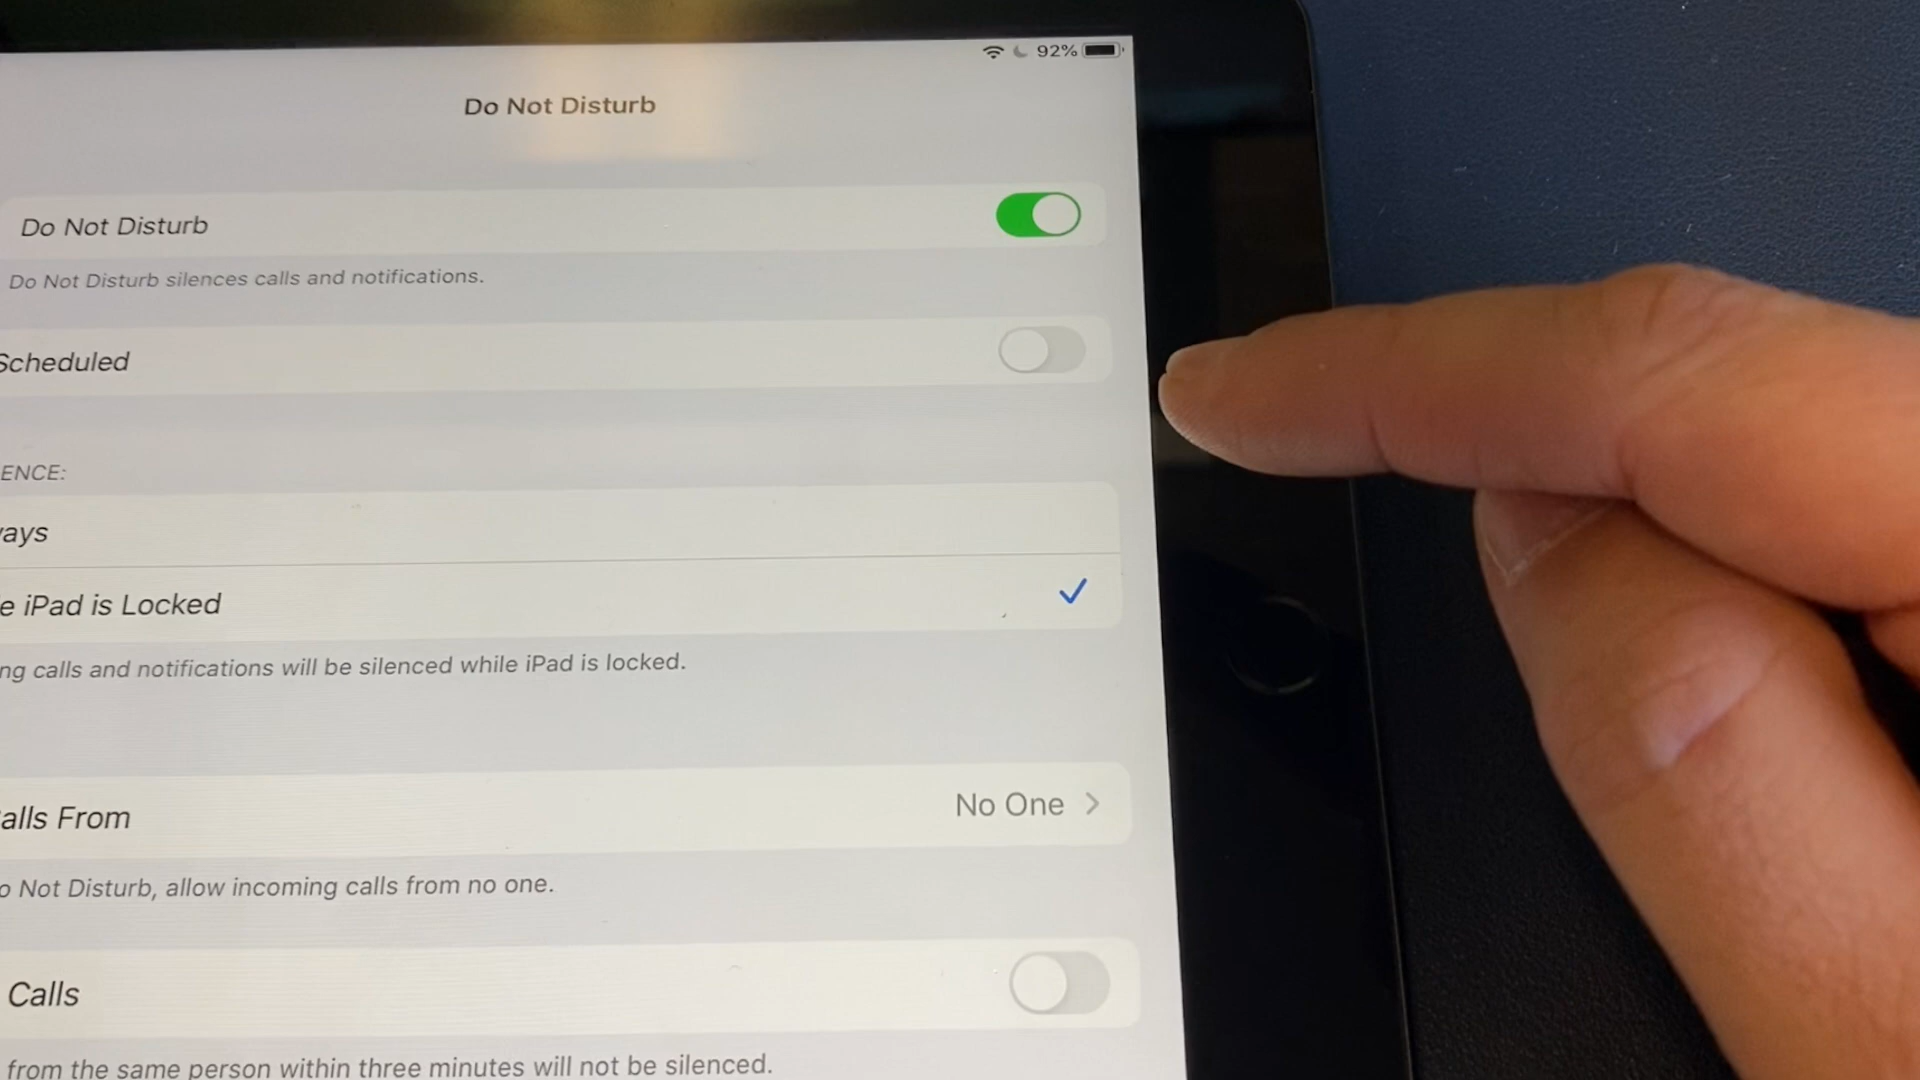 92%
Do Not Disturb
Do Not Disturb
Do Not Disturb silences calls and notifications.
Scheduled
ENCE:
ays
e iPad is Locked
ng calls and notifications will be silenced while iPad is locked.
alls From No One
o Not Disturb, allow incoming calls from no one.
Calls
from the same person within three minutes will not be silenced.